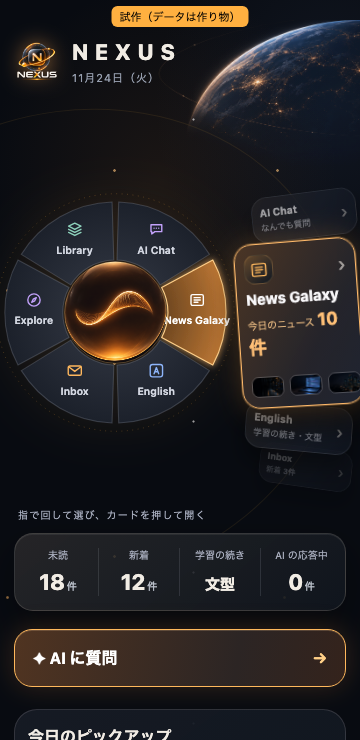 試作（データは作り物）
NEXUS
NEXUS
11月24日（火）
Library
AI Chat
Explore
News Galaxy
Inbox
English
AI Chat
なんでも質問
News Galaxy
今日のニュース 10
件
English
学習の続き・文型
Inbox
新着 3件
指で回して選び、カードを押して開く
未読
新着
学習の続き
AI の応答中
18件
12件
文型
0件
AI に質問
今日のピックアップ